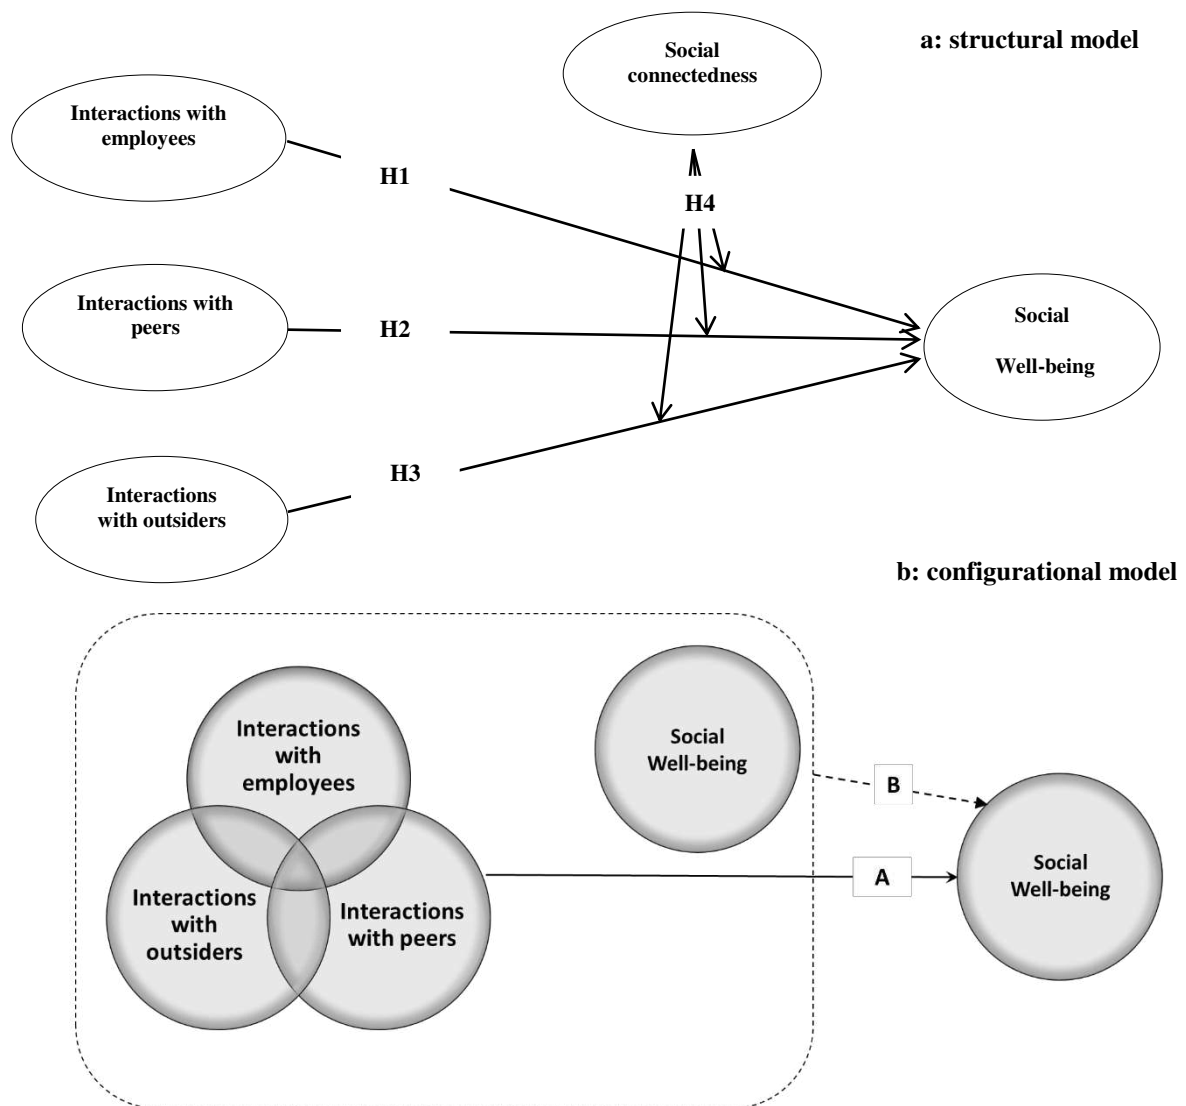 a: structural model
Social
connectedness
Interactions with
employees
H1
H4
Interactions with
peers
H2
Social
Well-being
H3
Interactions
with outsiders
b: configurational model
Interactions
with
employees
Social
Well-being
B
A
Social
Well-being
Interactions
with
outsiders
Interactions
with peers